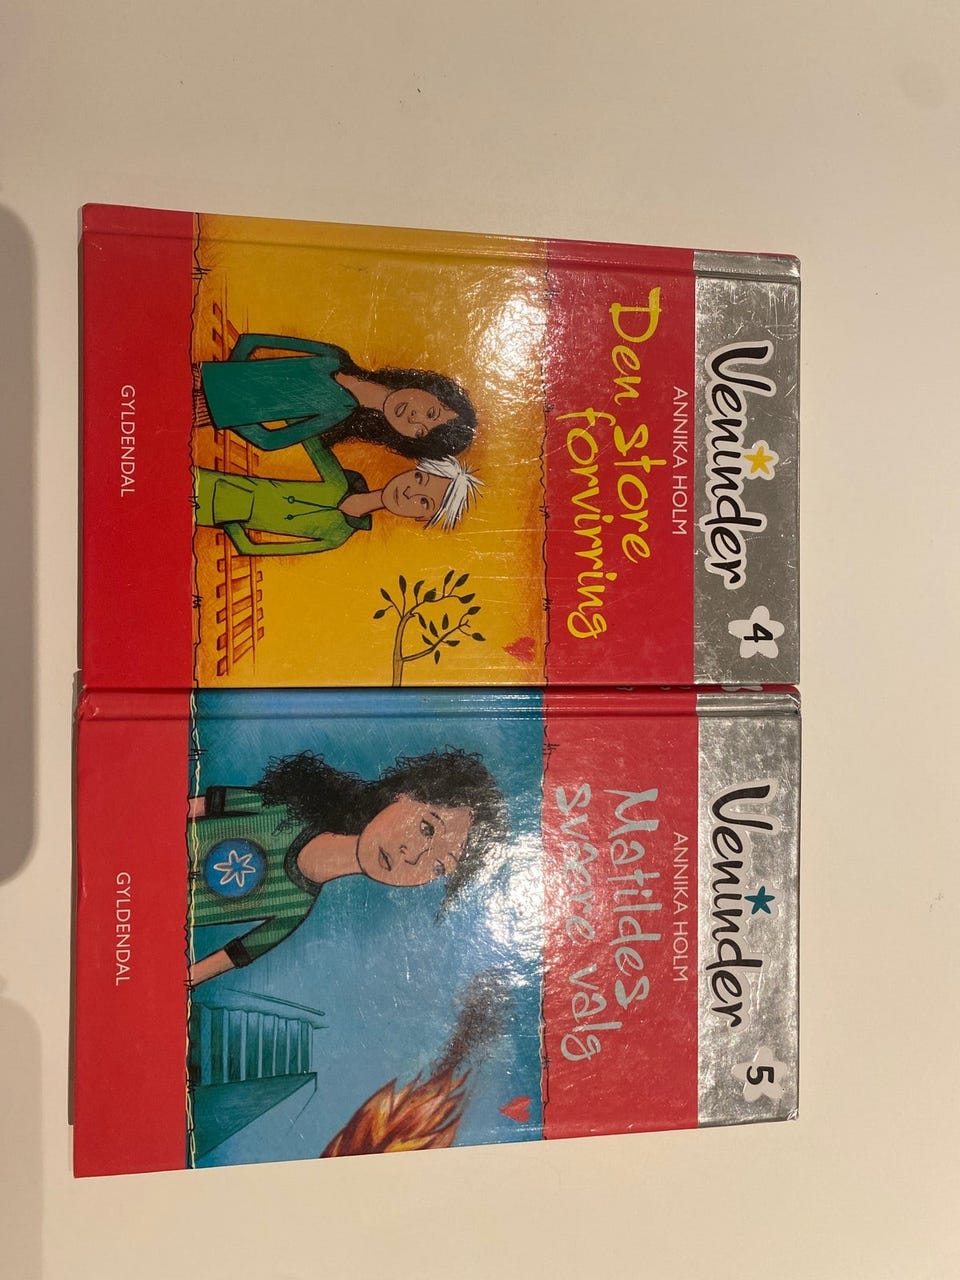 Veninder
4
ANNIKA HOLM
Den store
forvirring
GYLDENDAL
Veninder
5
ANNIKA HOLM
Matildes
svære valg
GYLDENDAL